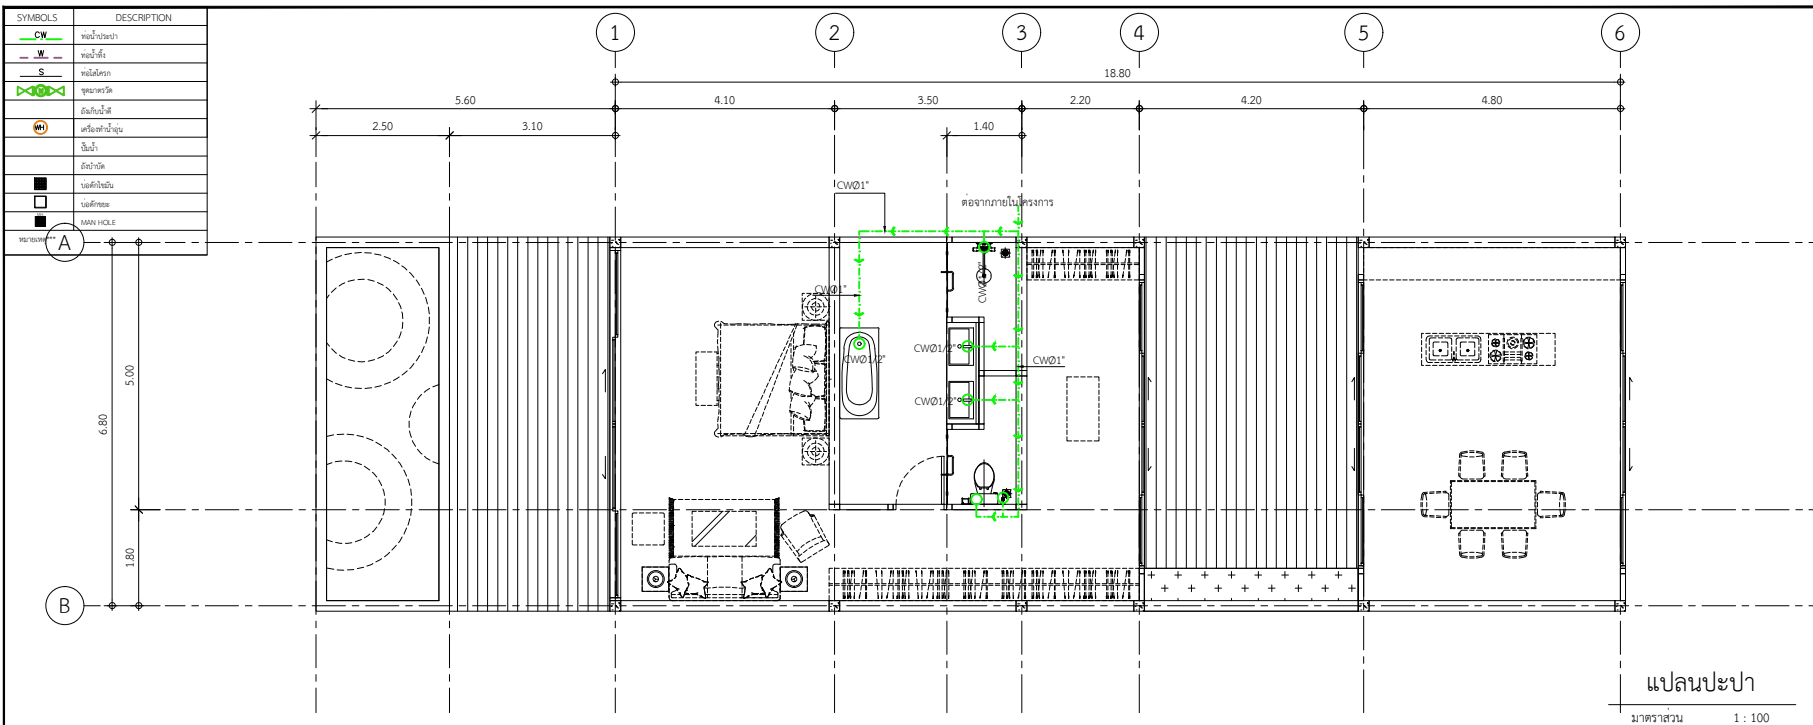 SYMBOLS DESCRIPTION
CW ท่อน้ำประปา
W ท่อน้ำทิ้ง
S ท่อโสโครก
ชุดมาตรวัด
ถังเก็บน้ำดี
WH เครื่องทำน้ำอุ่น
ปั๊มน้ำ
ถังบำบัด
บ่อดักไขมัน
บ่อดักขยะ
MAN HOLE
หมายเหตุ***
1 2 3 4 5 6
18.80
5.60 4.10 3.50 2.20 4.20 4.80
2.50 3.10 1.40
CWØ1"
ต่อจากภายในโครงการ
A
CWØ1"
CWØ1/2"
CWØ1/2"
CWØ1"
CWØ1/2"
5.00
6.80
1.80
B
แปลนปะปา
มาตราส่วน 1 : 100